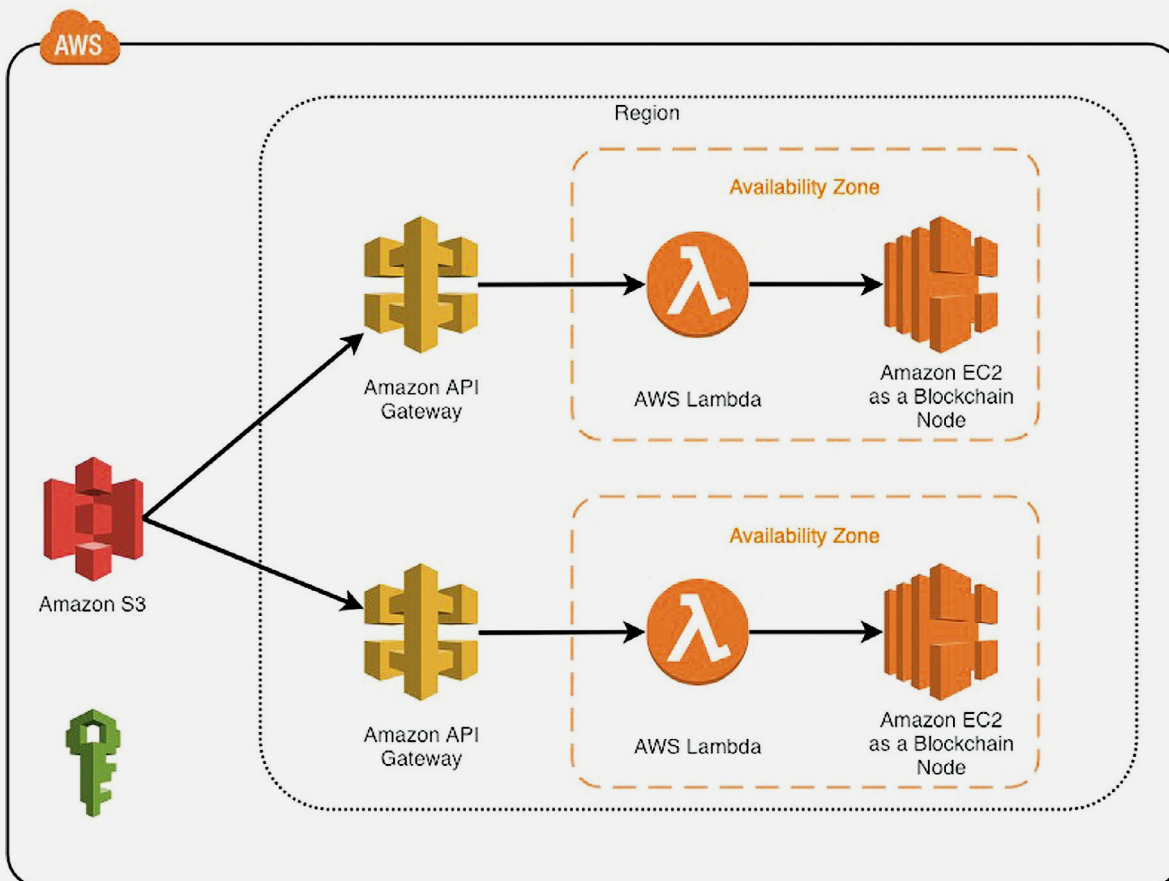 AWS
Region
Availability Zone
Amazon API
Gateway
AWS Lambda
Amazon EC2
as a Blockchain
Node
Amazon S3
Availability Zone
Amazon API
Gateway
AWS Lambda
Amazon EC2
as a Blockchain
Node